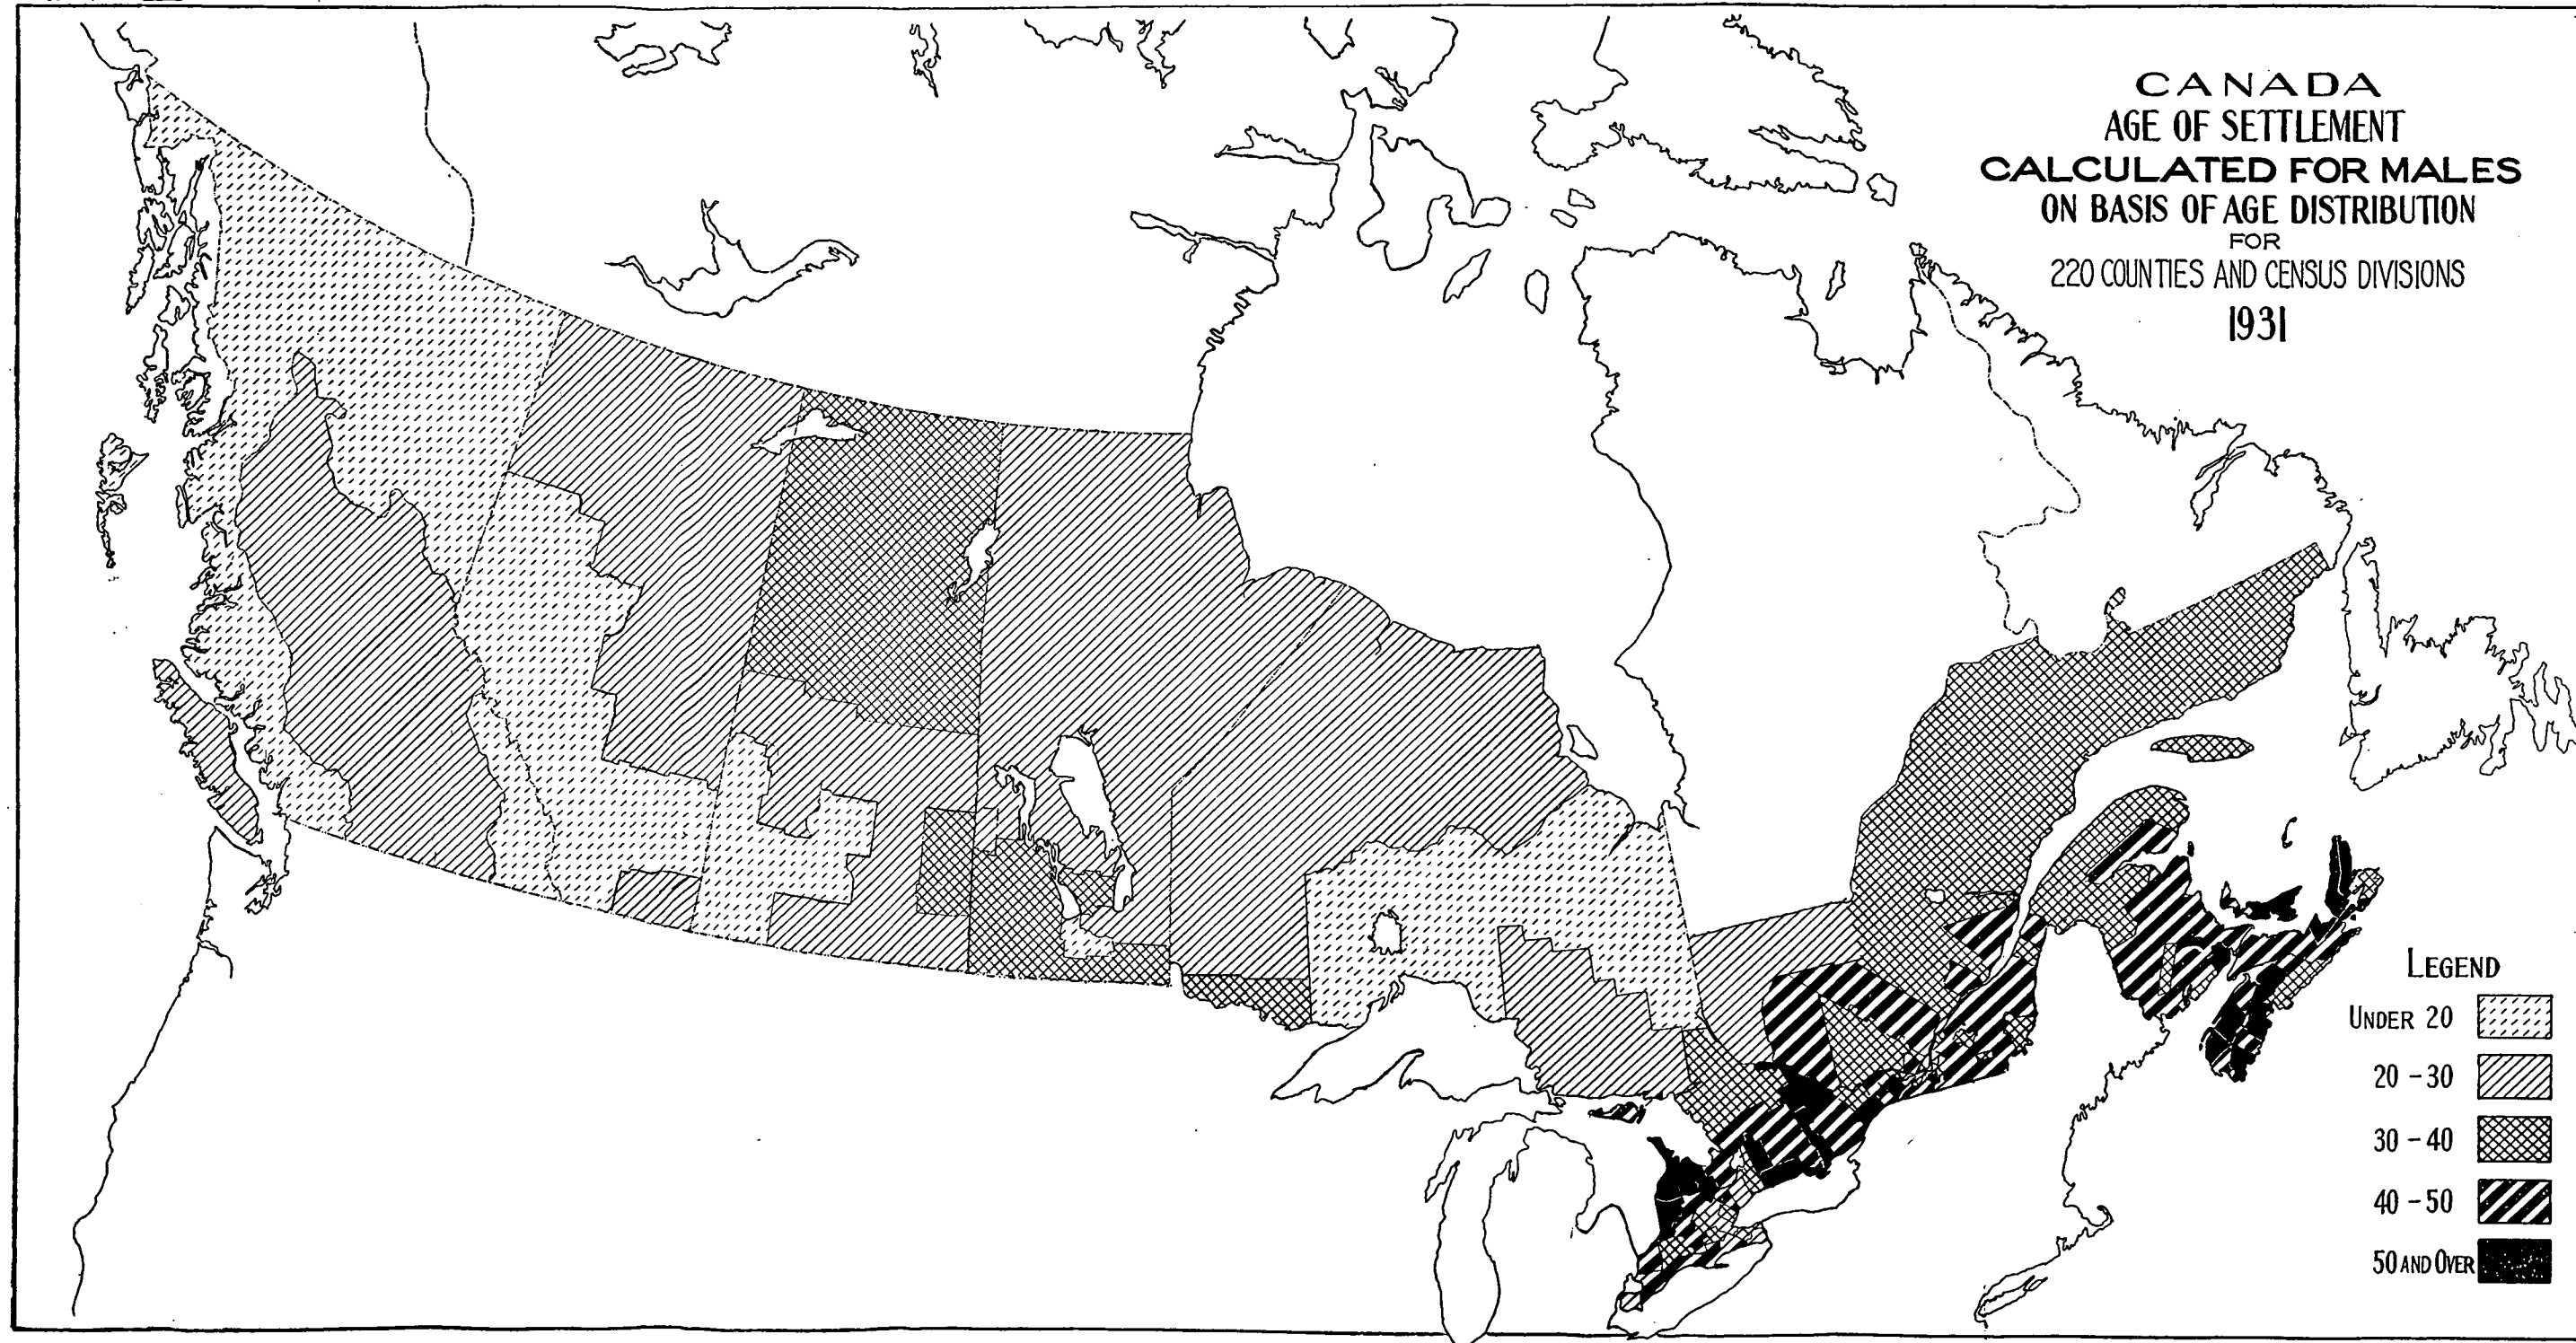 CANADA
AGE OF SETTLEMENT
CALCULATED FOR MALES
ON BASIS OF AGE DISTRIBUTION
FOR
220 COUNTIES AND CENSUS DIVISIONS
1931
LEGEND
UNDER 20
20 - 30
30 - 40
40 - 50
50 AND OVER